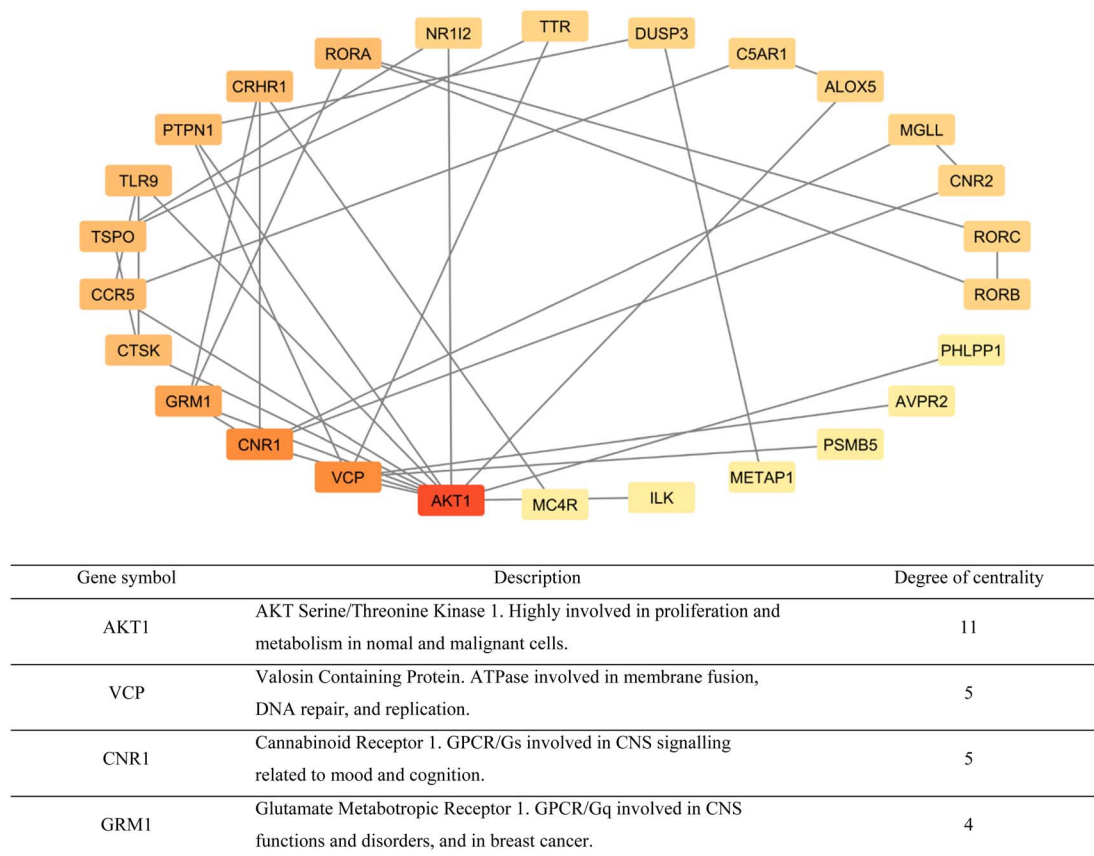 NR1I2
TTR
DUSP3
RORA
C5AR1
CRHR1
ALOX5
PTPN1
MGLL
TLR9
CNR2
TSPO
RORC
CCR5
RORB
CTSK
PHLPP1
GRM1
AVPR2
CNR1
PSMB5
VCP
METAP1
AKT1
MC4R
ILK
Gene symbol Description Degree of centrality
AKT1
AKT Serine/Threonine Kinase 1. Highly involved in proliferation and
metabolism in nomal and malignant cells.
11
VCP
Valosin Containing Protein. ATPase involved in membrane fusion,
DNA repair, and replication.
5
CNR1
Cannabinoid Receptor 1. GPCR/Gs involved in CNS signalling
related to mood and cognition.
5
GRM1
Glutamate Metabotropic Receptor 1. GPCR/Gq involved in CNS
functions and disorders, and in breast cancer.
4